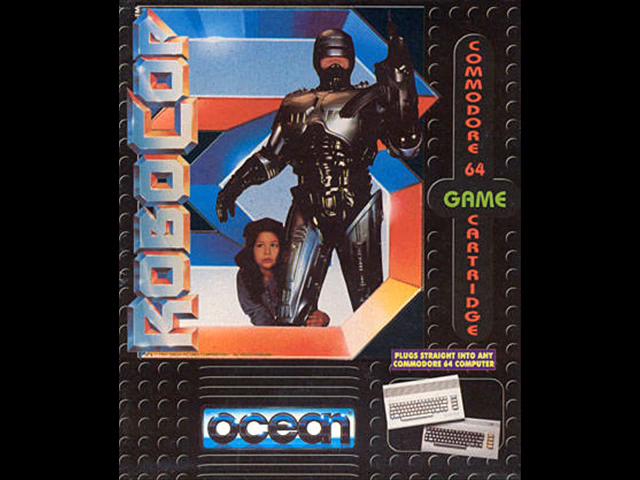 ROBOCOP
3
COMMODORE 64
GAME
CARTRIDGE
PLUGS STRAIGHT INTO ANY
COMMODORE 64 COMPUTER
ocean